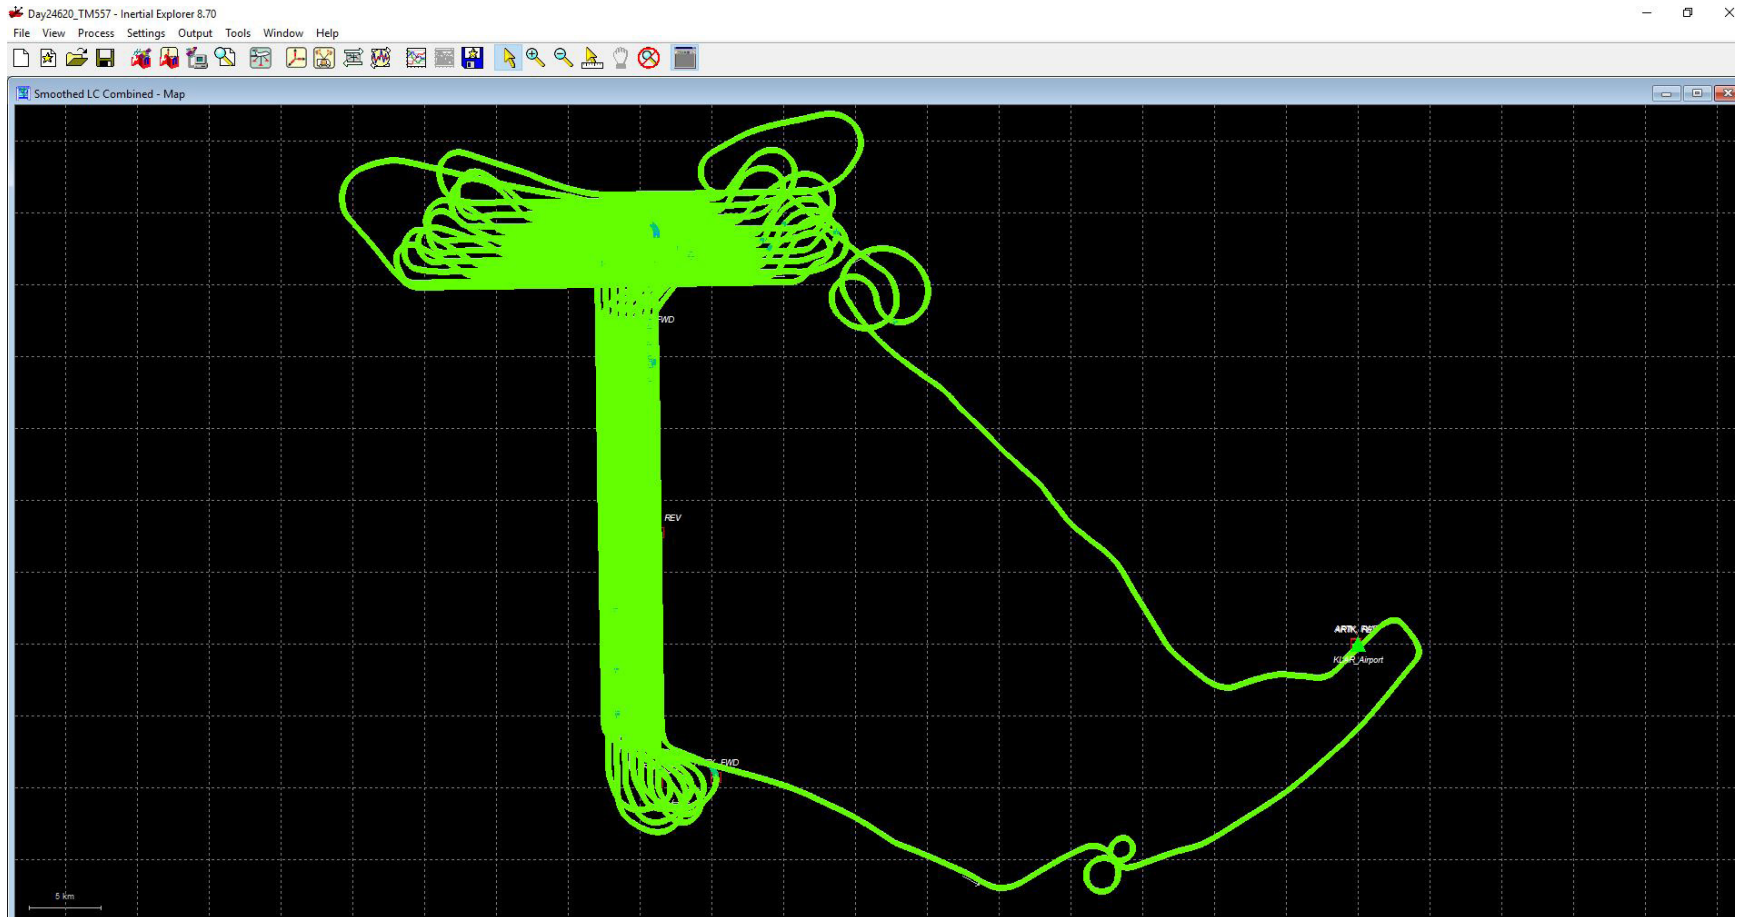 Day24620_TM557 - Inertial Explorer 8.70
File View Process Settings Output Tools Window Help
Smoothed LC Combined - Map
FWD
REV
ARTK
KLAR_Airport
FWD
5 km